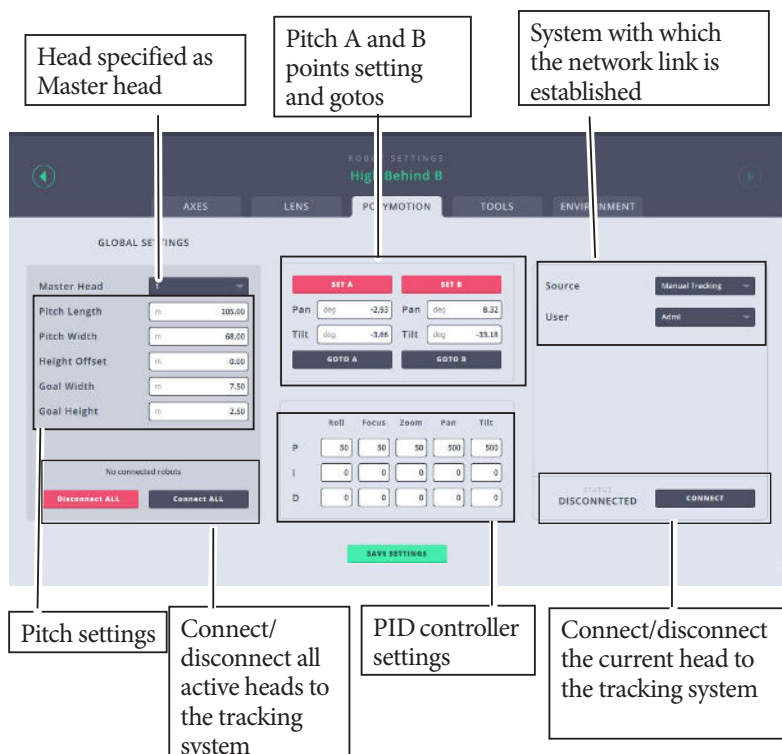 Head specified as
Master head
Pitch A and B
points setting
and gotos
System with which
the network link is
established
ROBOT SETTINGS
High Behind B
AXES
LENS
POLYMOTION
TOOLS
ENVIRONMENT
GLOBAL SETTINGS
Master Head 1
Pitch Length m 105.00
Pitch Width m 68.00
Height Offset m 0.00
Goal Width m 7.50
Goal Height m 2.50
No connected robots
Disconnect ALL Connect ALL
SET A SET B
Pan deg -2.93 Pan deg 8.32
Tilt deg -3.66 Tilt deg -33.18
GOTO A GOTO B
Roll Focus Zoom Pan Tilt
P 50 50 50 500 500
I 0 0 0 0 0
D 0 0 0 0 0
SAVE SETTINGS
Source Manual Tracking
User Admi
STATUS
DISCONNECTED CONNECT
Pitch settings
Connect/
disconnect all
active heads to
the tracking
system
PID controller
settings
Connect/disconnect
the current head to
the tracking system